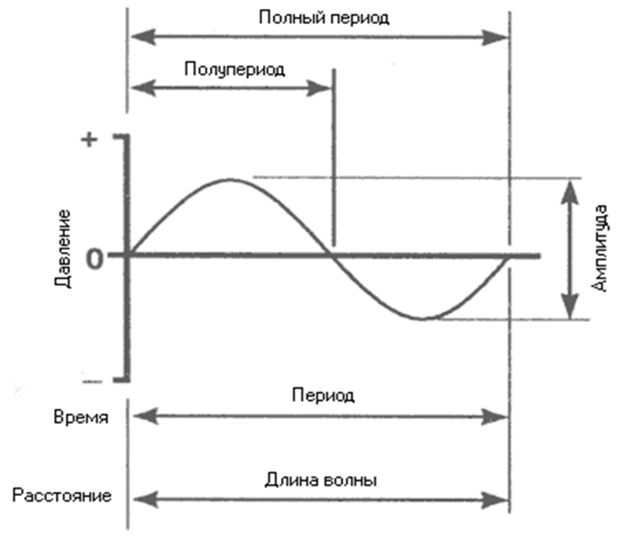 Полный период
Полупериод
+
Давление
0
Амплитуда
–
Период
Время
Длина волны
Расстояние